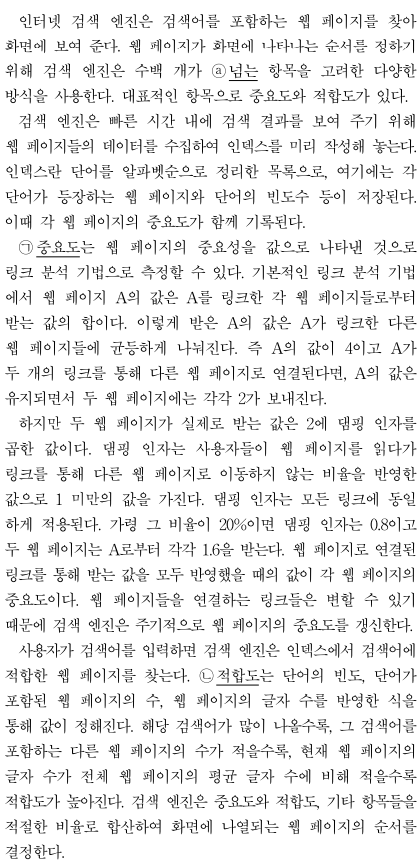 인터넷 검색 엔진은 검색어를 포함하는 웹 페이지를 찾아
화면에 보여 준다. 웹 페이지가 화면에 나타나는 순서를 정하기
위해 검색 엔진은 수백 개가 ⓐ넘는 항목을 고려한 다양한
방식을 사용한다. 대표적인 항목으로 중요도와 적합도가 있다.
검색 엔진은 빠른 시간 내에 검색 결과를 보여 주기 위해
웹 페이지들의 데이터를 수집하여 인덱스를 미리 작성해 놓는다.
인덱스란 단어를 알파벳순으로 정리한 목록으로, 여기에는 각
단어가 등장하는 웹 페이지와 단어의 빈도수 등이 저장된다.
이때 각 웹 페이지의 중요도가 함께 기록된다.
㉠중요도는 웹 페이지의 중요성을 값으로 나타낸 것으로
링크 분석 기법으로 측정할 수 있다. 기본적인 링크 분석 기법
에서 웹 페이지 A의 값은 A를 링크한 각 웹 페이지들로부터
받는 값의 합이다. 이렇게 받은 A의 값은 A가 링크한 다른
웹 페이지들에 균등하게 나눠진다. 즉 A의 값이 4이고 A가
두 개의 링크를 통해 다른 웹 페이지로 연결된다면, A의 값은
유지되면서 두 웹 페이지에는 각각 2가 보내진다.
하지만 두 웹 페이지가 실제로 받는 값은 2에 댐핑 인자를
곱한 값이다. 댐핑 인자는 사용자들이 웹 페이지를 읽다가
링크를 통해 다른 웹 페이지로 이동하지 않는 비율을 반영한
값으로 1 미만의 값을 가진다. 댐핑 인자는 모든 링크에 동일
하게 적용된다. 가령 그 비율이 20%이면 댐핑 인자는 0.8이고
두 웹 페이지는 A로부터 각각 1.6을 받는다. 웹 페이지로 연결된
링크를 통해 받는 값을 모두 반영했을 때의 값이 각 웹 페이지의
중요도이다. 웹 페이지들을 연결하는 링크들은 변할 수 있기
때문에 검색 엔진은 주기적으로 웹 페이지의 중요도를 갱신한다.
사용자가 검색어를 입력하면 검색 엔진은 인덱스에서 검색어에
적합한 웹 페이지를 찾는다. ㉡적합도는 단어의 빈도, 단어가
포함된 웹 페이지의 수, 웹 페이지의 글자 수를 반영한 식을
통해 값이 정해진다. 해당 검색어가 많이 나올수록, 그 검색어를
포함하는 다른 웹 페이지의 수가 적을수록, 현재 웹 페이지의
글자 수가 전체 웹 페이지의 평균 글자 수에 비해 적을수록
적합도가 높아진다. 검색 엔진은 중요도와 적합도, 기타 항목들을
적절한 비율로 합산하여 화면에 나열되는 웹 페이지의 순서를
결정한다.